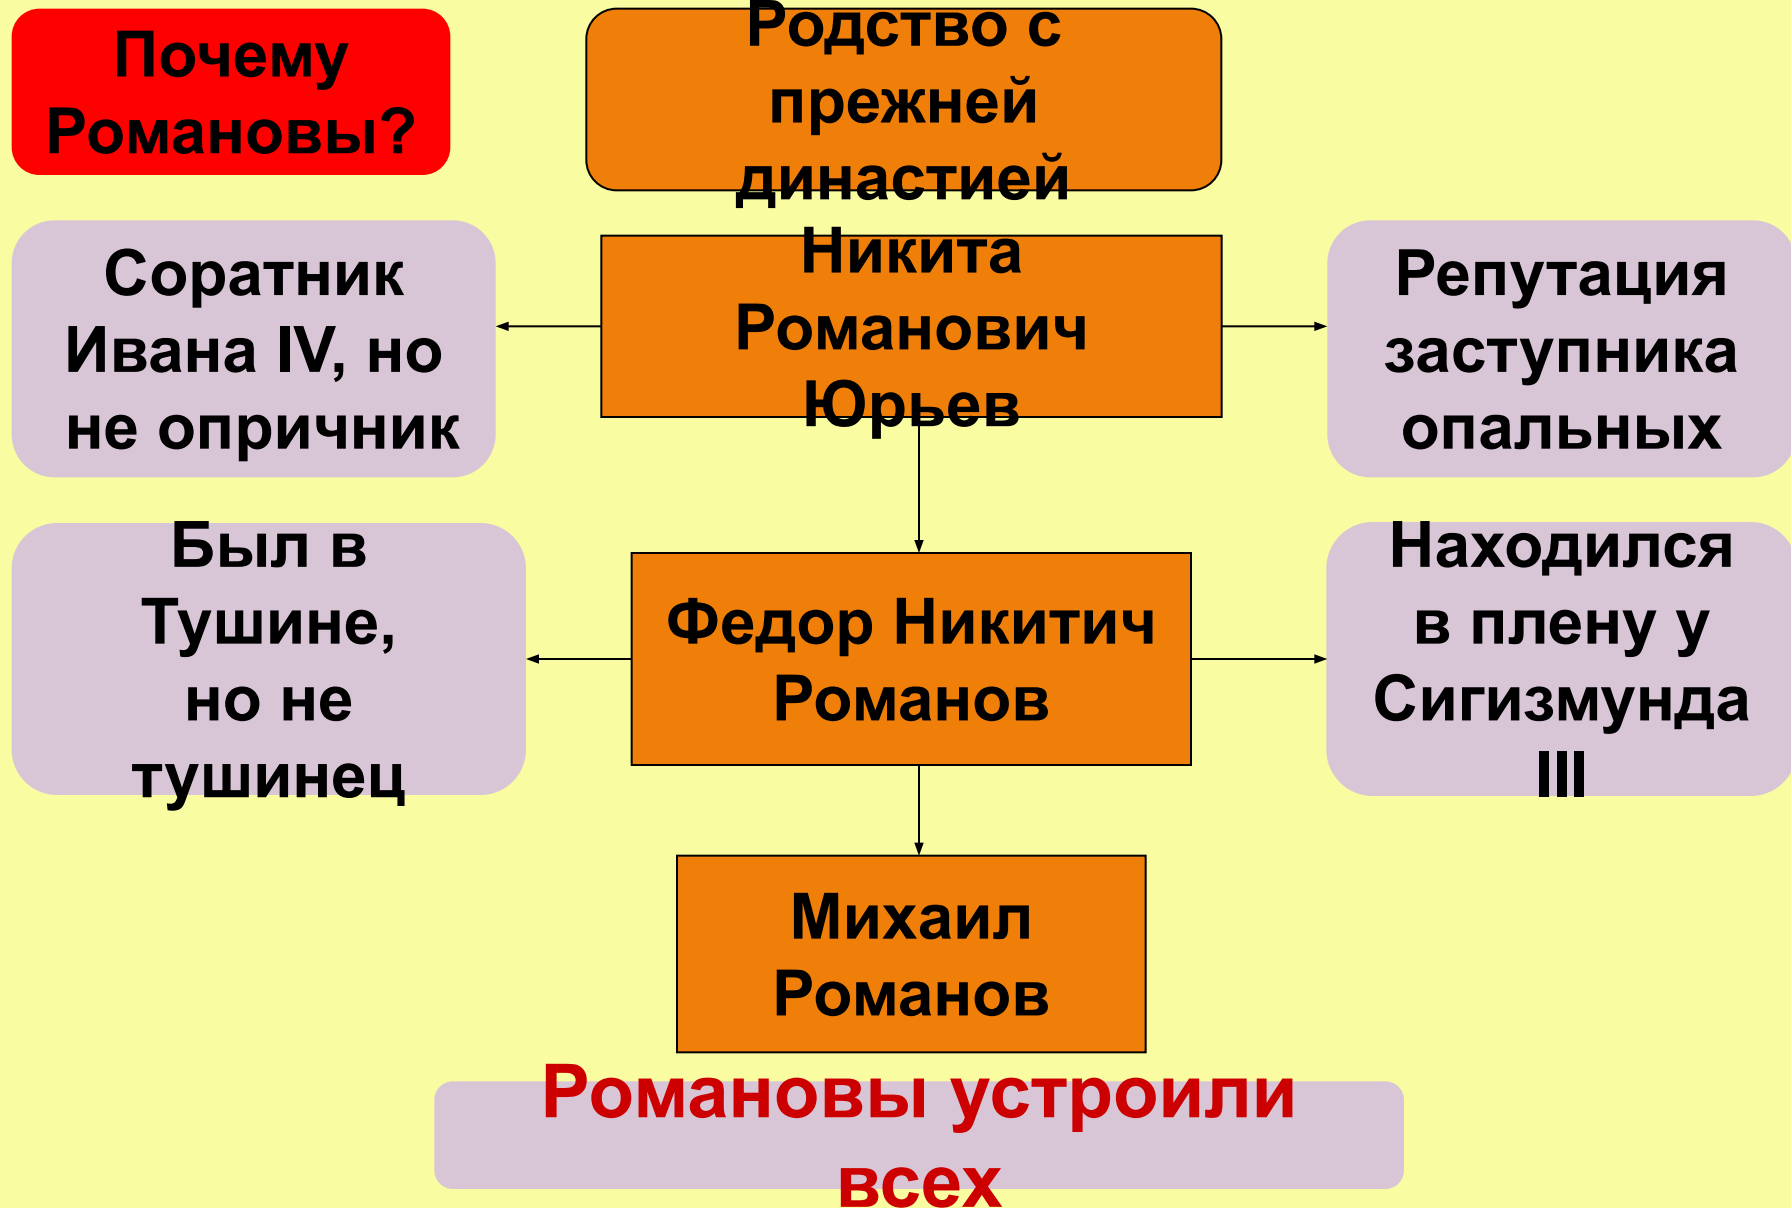 Почему
Романовы?
Родство с
прежней
династией
Соратник
Ивана IV, но
не опричник
Никита
Романович
Юрьев
Репутация
заступника
опальных
Был в
Тушине,
но не
тушинец
Федор Никитич
Романов
Находился
в плену у
Сигизмунда
III
Михаил
Романов
Романовы устроили
всех